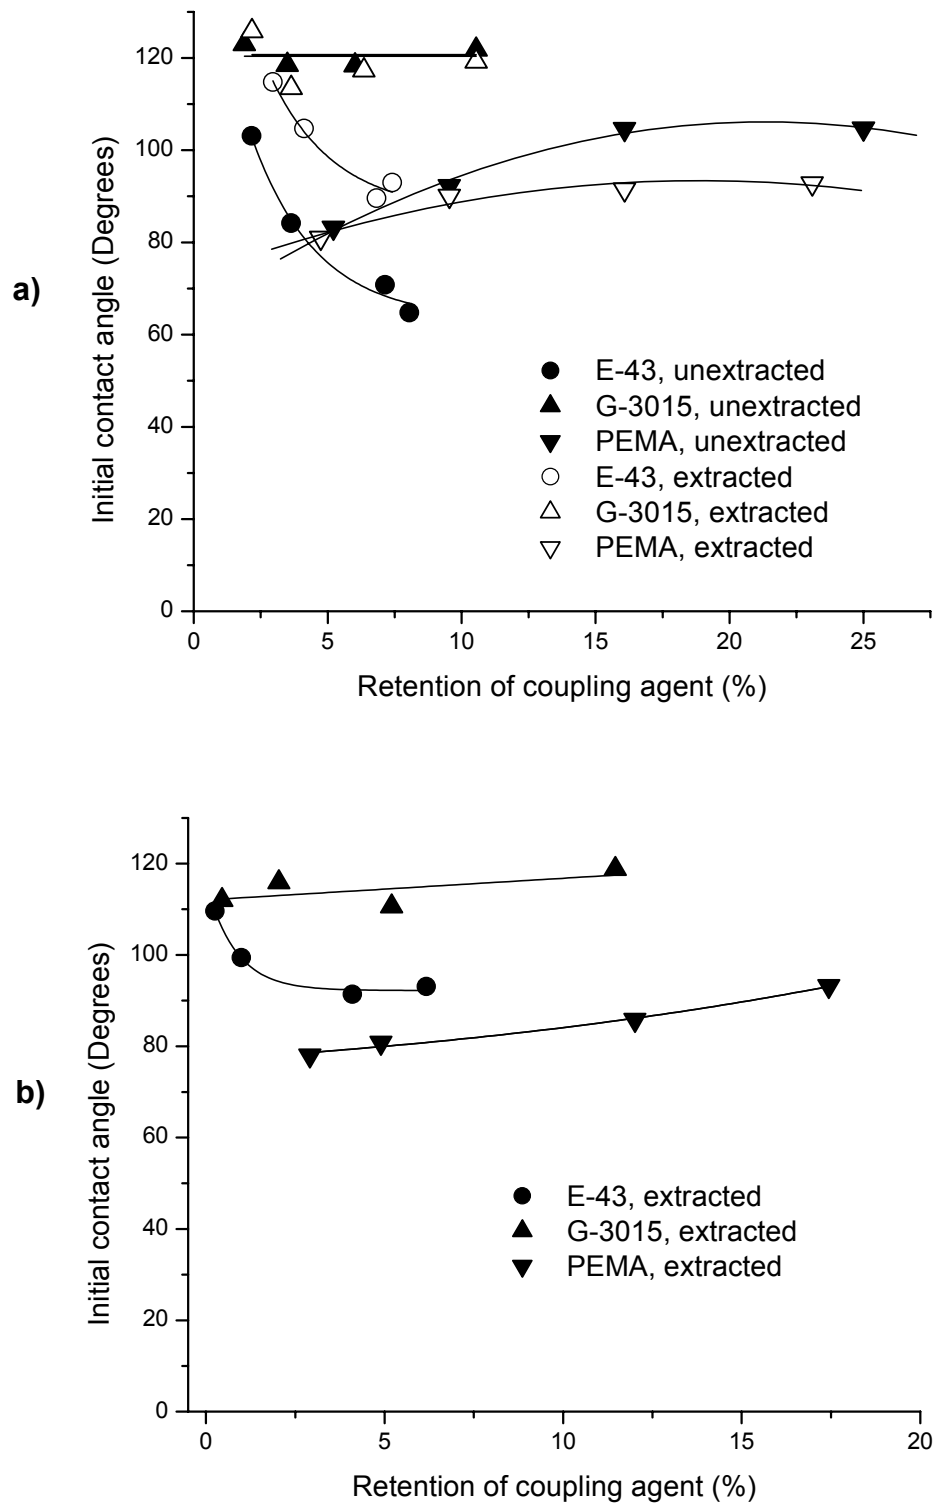 a)
Initial contact angle (Degrees)
120
100
80
60
40
20
0
E-43, unextracted
G-3015, unextracted
PEMA, unextracted
E-43, extracted
G-3015, extracted
PEMA, extracted
0 5 10 15 20 25
Retention of coupling agent (%)
b)
Initial contact angle (Degrees)
120
100
80
60
40
20
0
E-43, extracted
G-3015, extracted
PEMA, extracted
0 5 10 15 20
Retention of coupling agent (%)